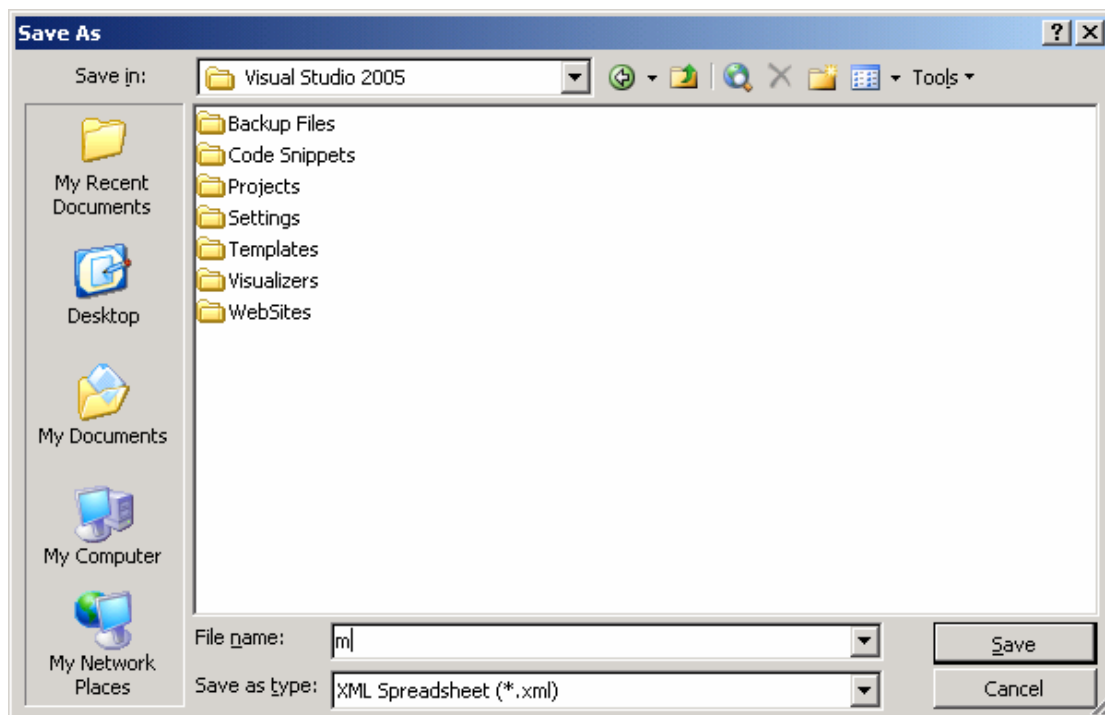 Save As
Save in:
Visual Studio 2005
Tools
My Recent
Documents
Desktop
My Documents
My Computer
My Network
Places
Backup Files
Code Snippets
Projects
Settings
Templates
Visualizers
WebSites
File name:
m
Save
Save as type:
XML Spreadsheet (*.xml)
Cancel